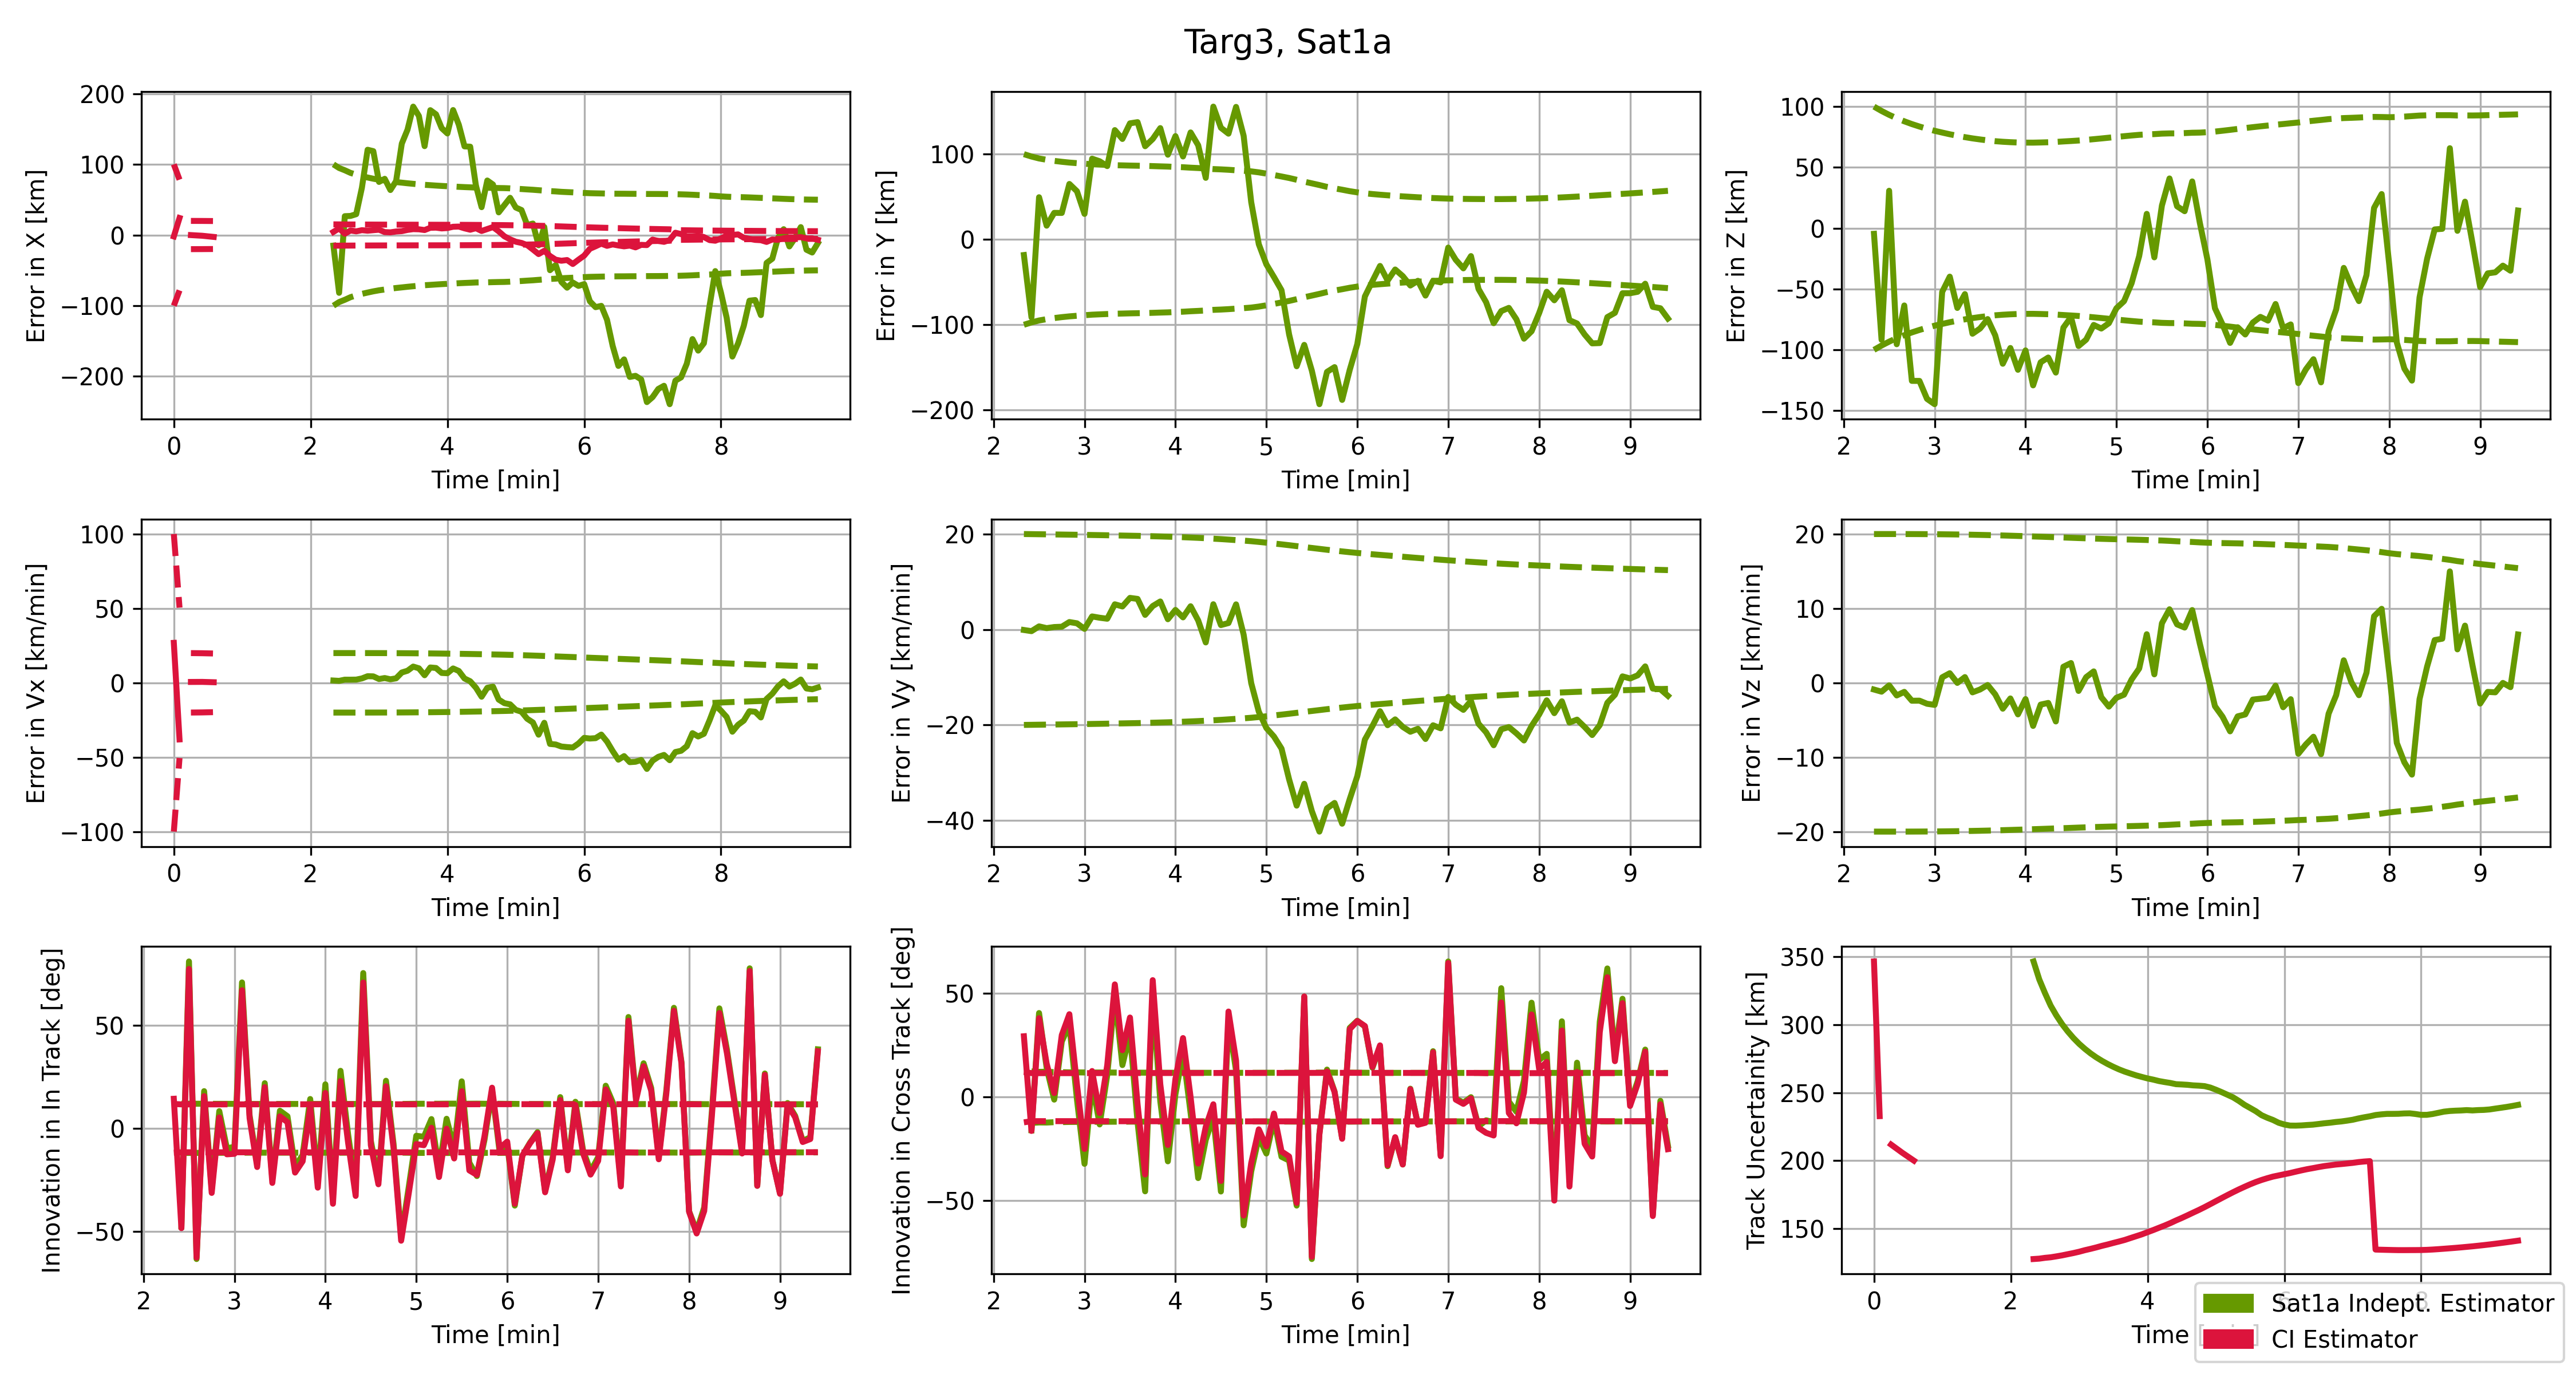 Targ3, Sat1a
Error in X [km]
200
100
0
−100
−200
0 2 4 6 8
Time [min]
Error in Y [km]
100
0
−100
−200
2 3 4 5 6 7 8 9
Time [min]
Error in Z [km]
100
50
0
−50
−100
−150
2 3 4 5 6 7 8 9
Time [min]
Error in Vx [km/min]
100
50
0
−50
−100
0 2 4 6 8
Time [min]
Error in Vy [km/min]
20
0
−20
−40
2 3 4 5 6 7 8 9
Time [min]
Error in Vz [km/min]
20
10
0
−10
−20
2 3 4 5 6 7 8 9
Time [min]
Innovation in In Track [deg]
50
0
−50
2 3 4 5 6 7 8 9
Time [min]
Innovation in Cross Track [deg]
50
0
−50
2 3 4 5 6 7 8 9
Time [min]
Track Uncertainity [km]
350
300
250
200
150
0 2 4 6 8
Time
Sat1a Indept. Estimator
CI Estimator